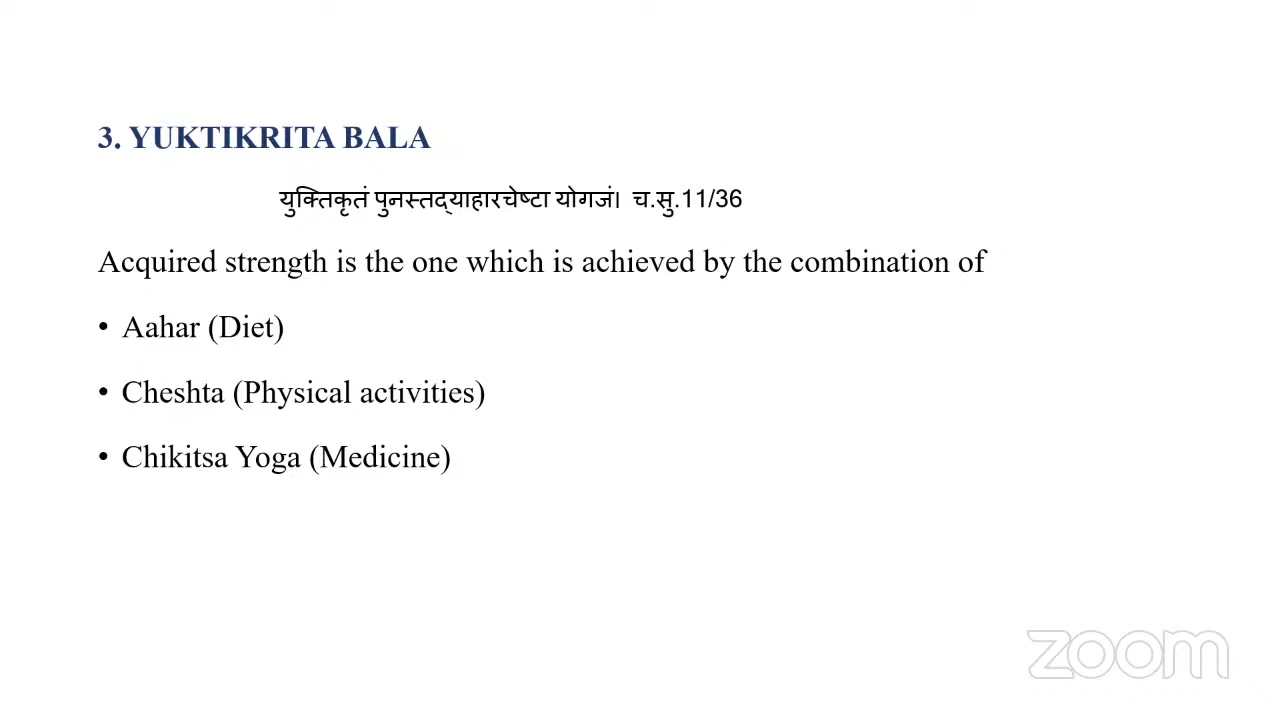 3. YUKTIKRITA BALA
युक्तिकृतं पुनस्तद्याहारचेष्टा योगजं। च.सु.11/36
Acquired strength is the one which is achieved by the combination of
• Aahar (Diet)
• Cheshta (Physical activities)
• Chikitsa Yoga (Medicine)
zoom